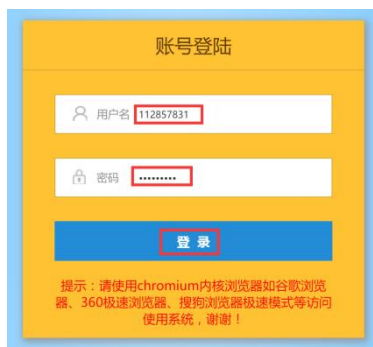 账号登陆
用户名 112857831
密码 •••••••••
登 录
提示：请使用chromium内核浏览器如谷歌浏览
器、360极速浏览器、搜狗浏览器极速模式等访问
使用系统，谢谢！